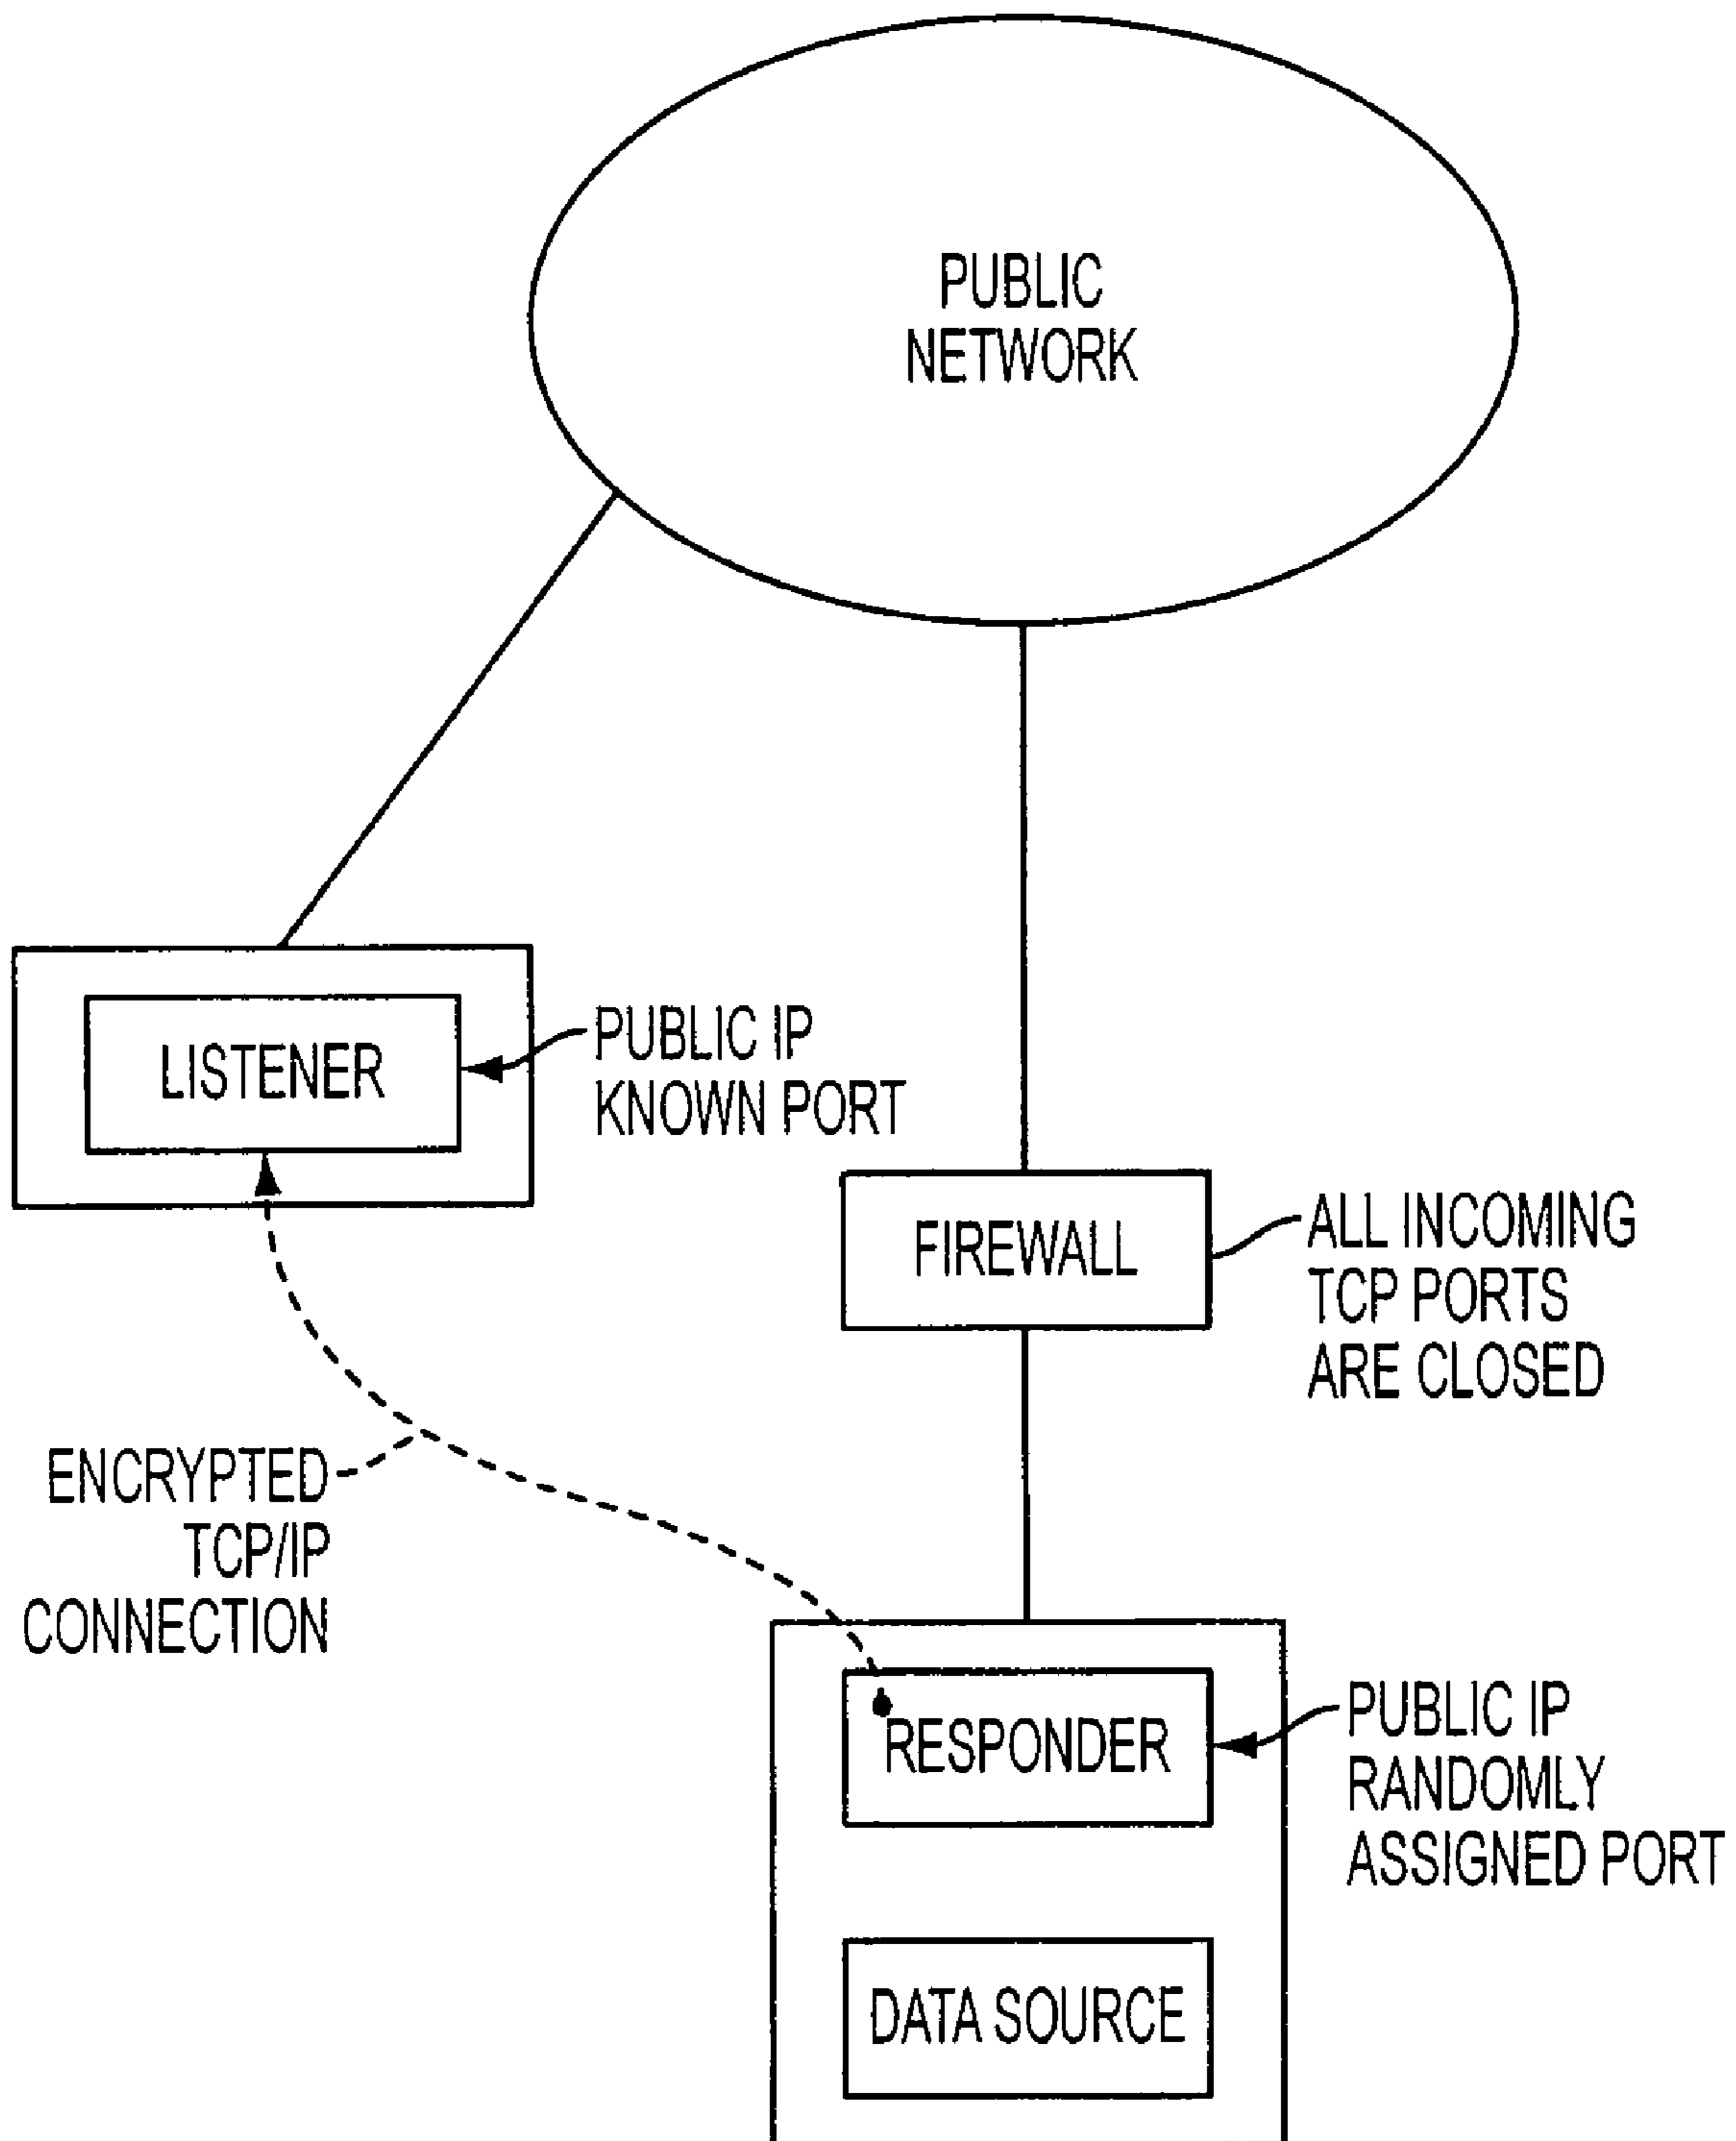 PUBLIC
NETWORK
LISTENER
PUBLIC IP
KNOWN PORT
FIREWALL
ALL INCOMING
TCP PORTS
ARE CLOSED
ENCRYPTED
TCP/IP
CONNECTION
RESPONDER
PUBLIC IP
RANDOMLY
ASSIGNED PORT
DATA SOURCE